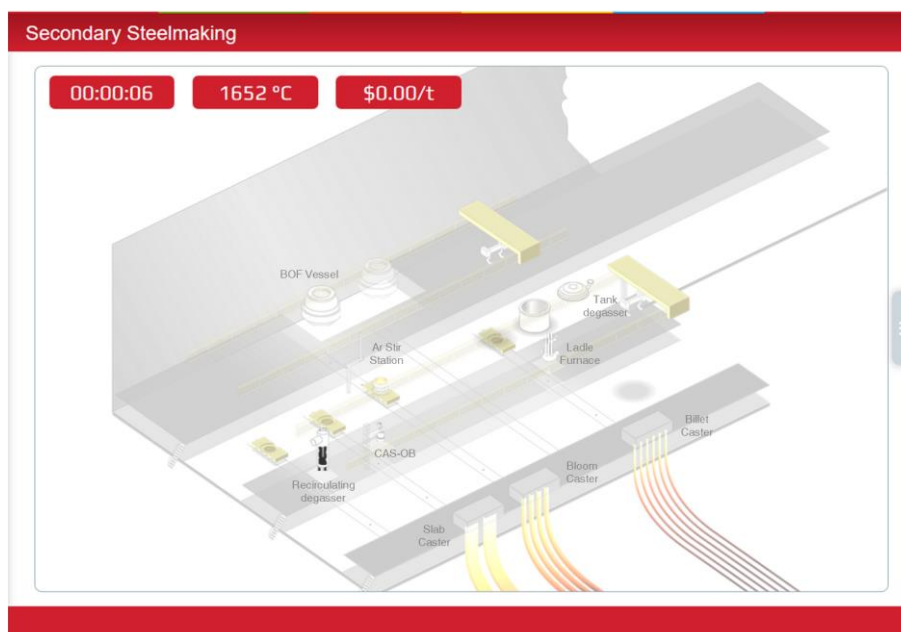 Secondary Steelmaking
00:00:06
1652 ºC
$0.00/t
BOF Vessel
Tank
degasser
Ar Stir
Station
Ladle
Furnace
Billet
Caster
CAS-OB
Bloom
Caster
Recirculating
degasser
Slab
Caster